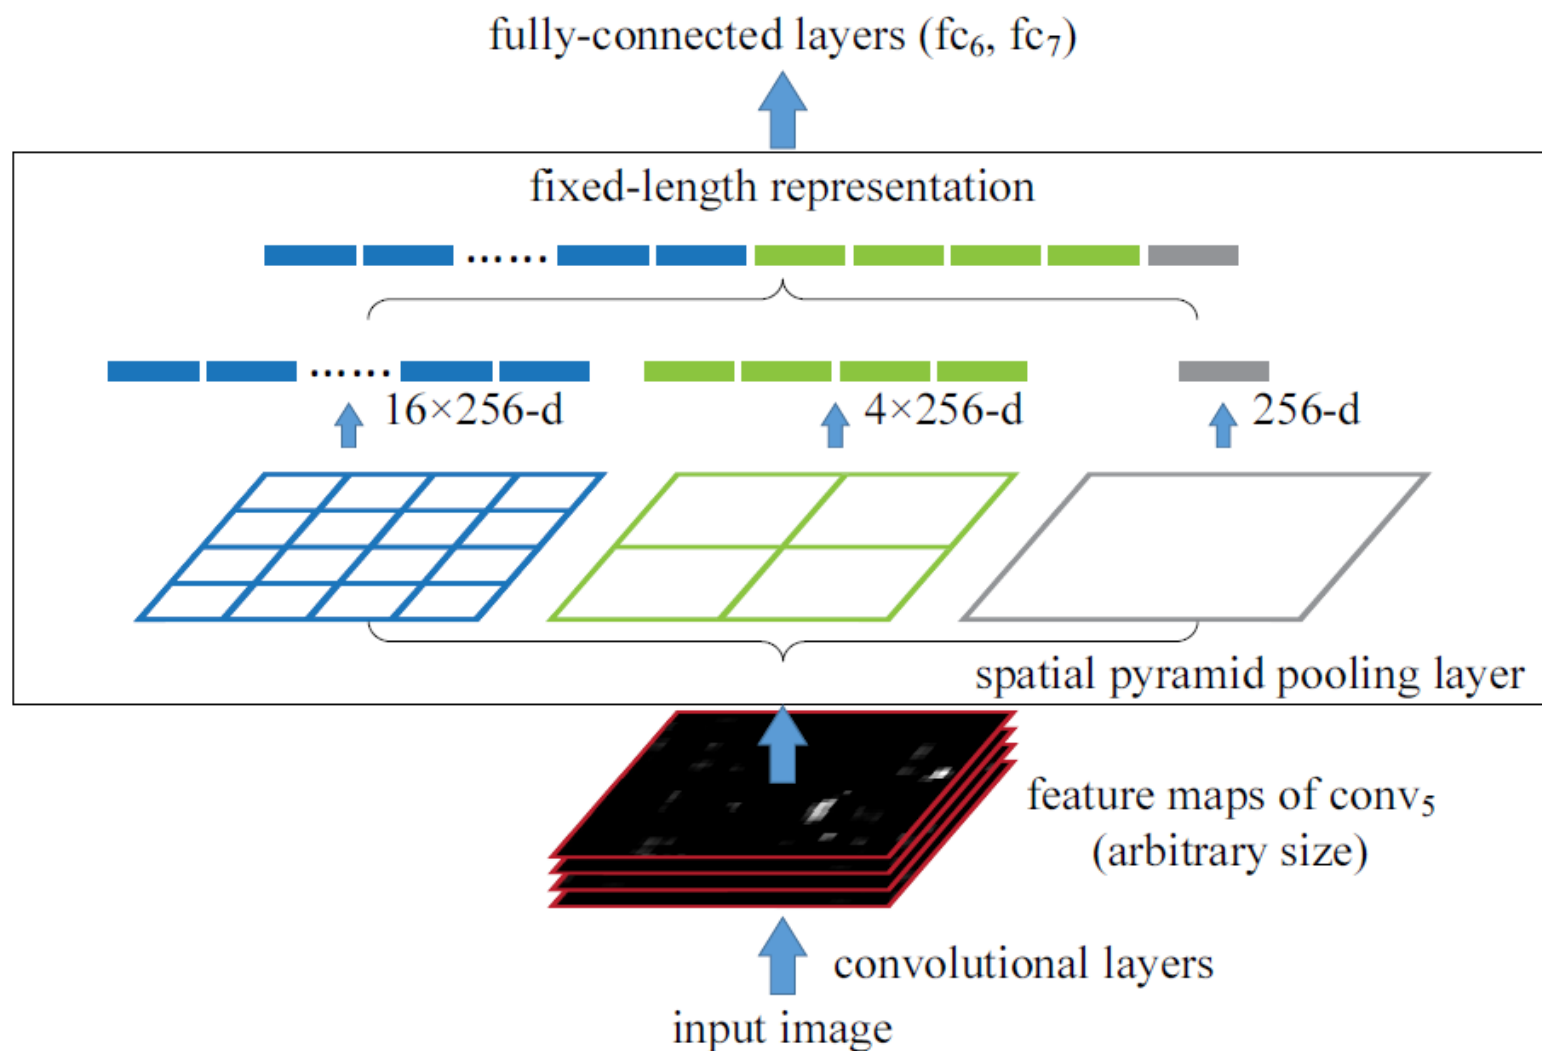 fully-connected layers (fc₆, fc₇)
fixed-length representation
......
......
16×256-d
4×256-d
256-d
spatial pyramid pooling layer
feature maps of conv₅
(arbitrary size)
convolutional layers
input image